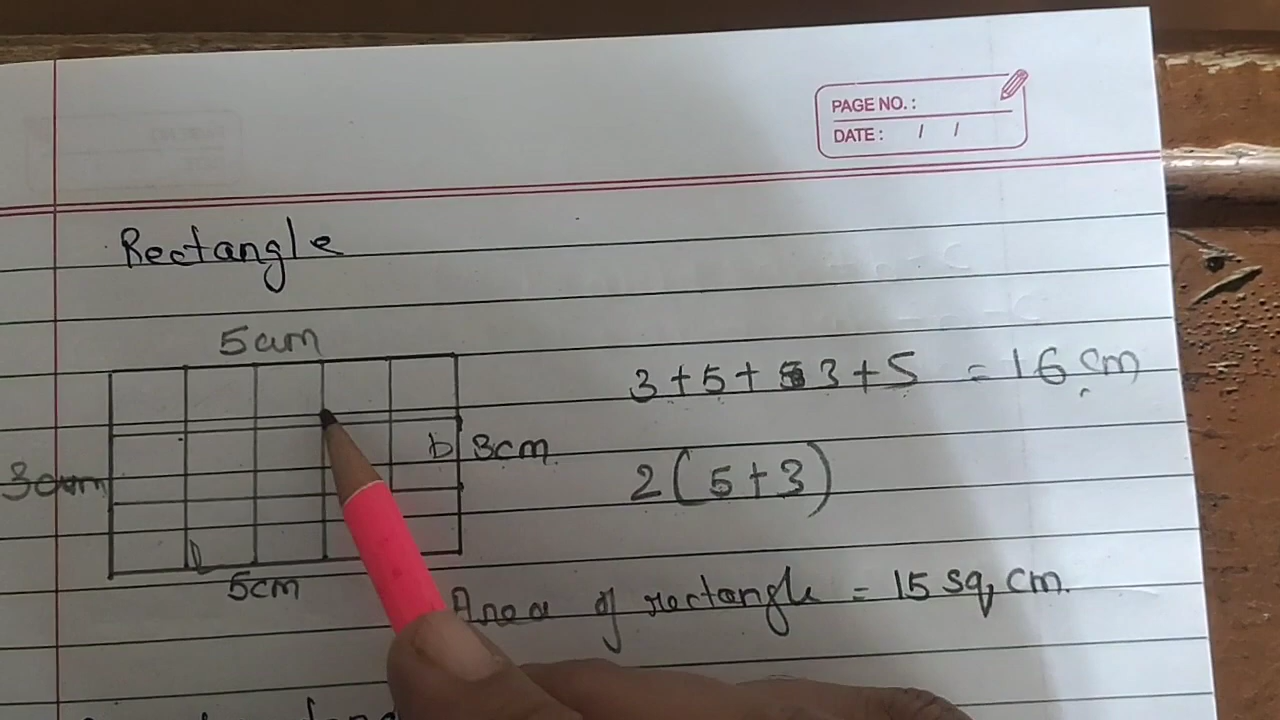 PAGE NO.:
DATE: / /
Rectangle
5cm
3+5+3+5 = 16 cm
b 3cm
3cm
2(5+3)
l
5cm
Area of rectangle = 15 sq, cm.